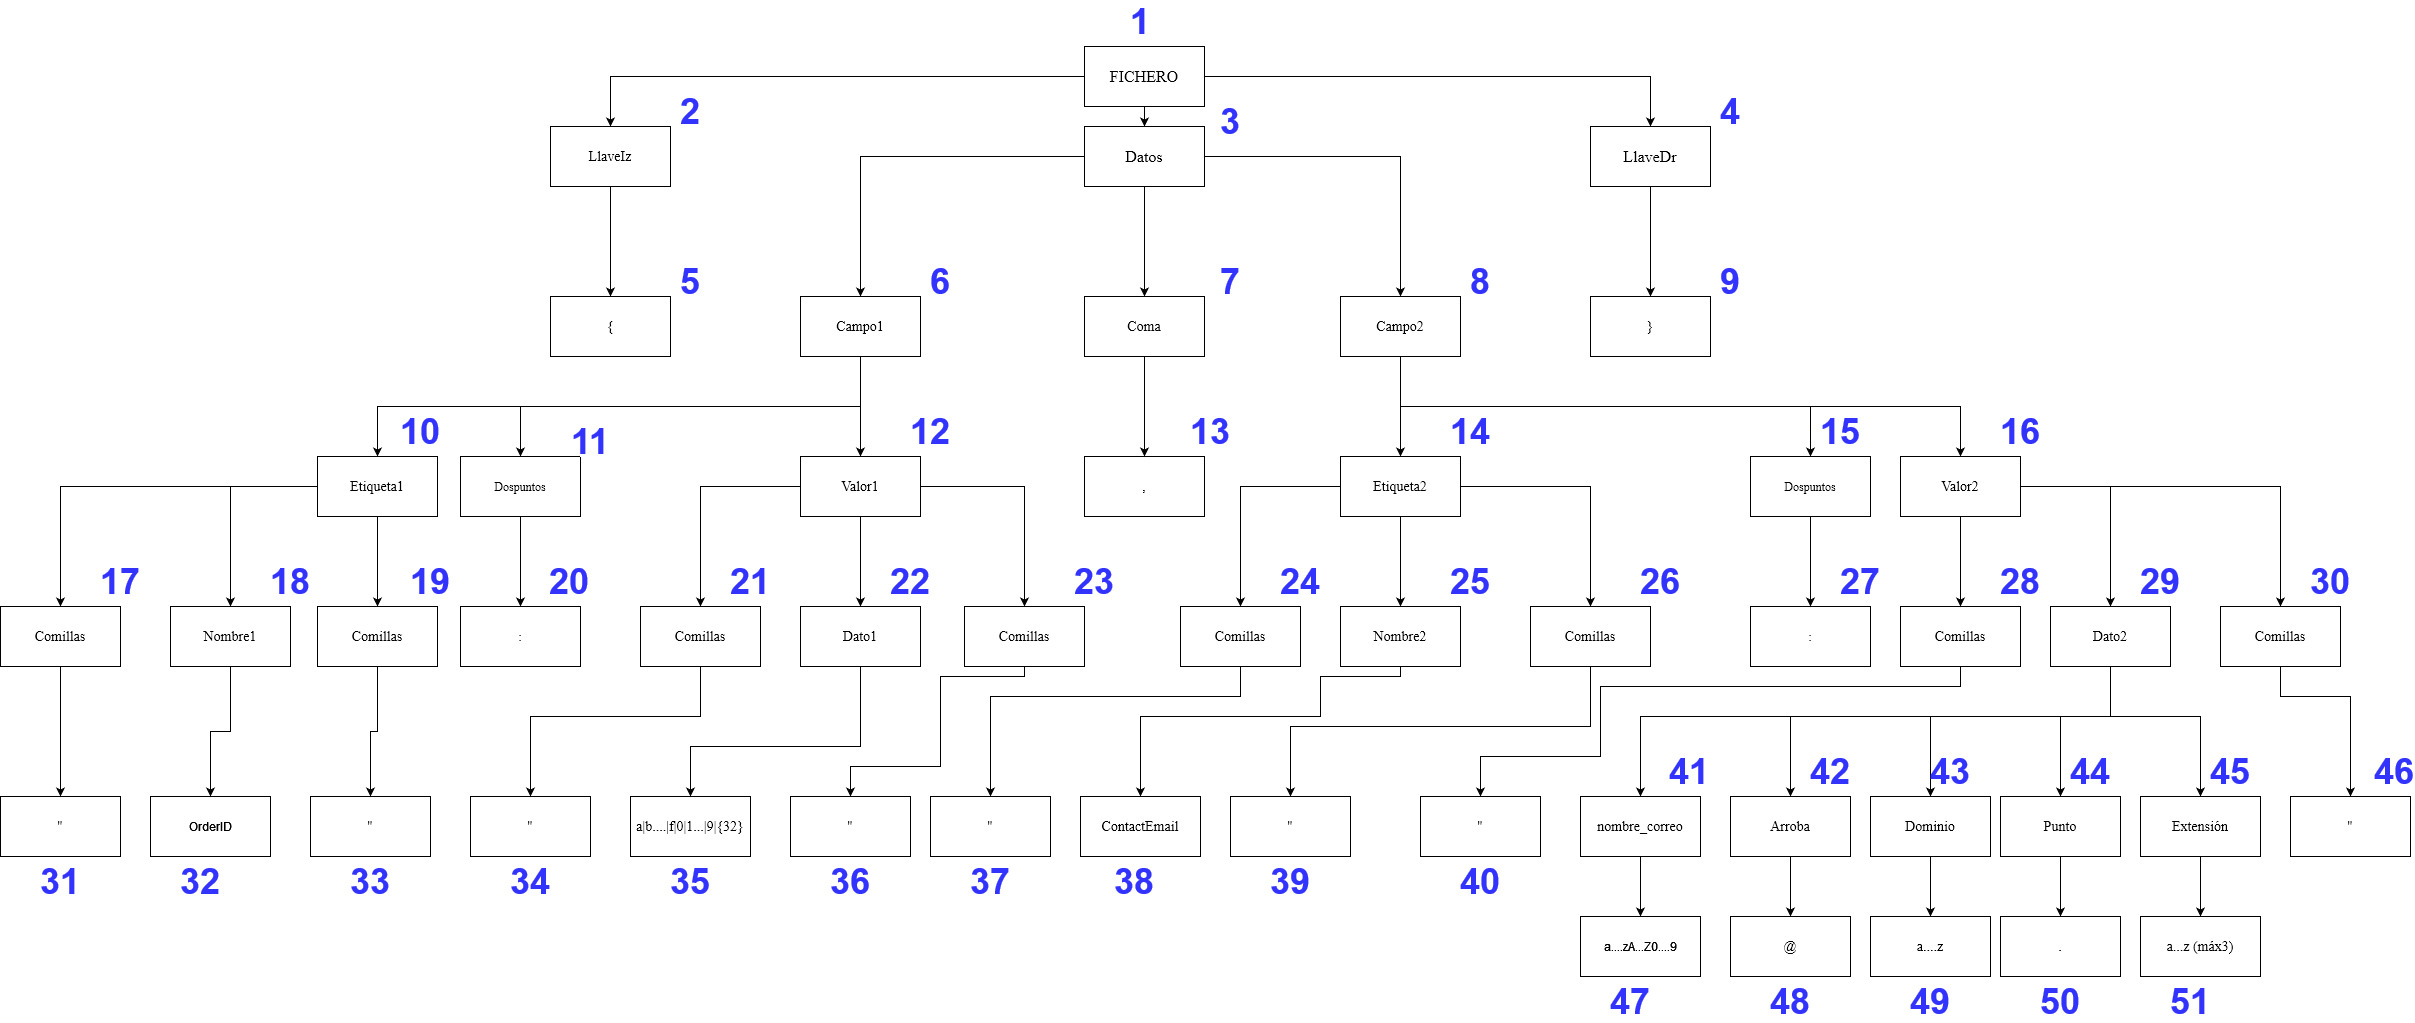 1
FICHERO
2
3
4
LlaveIz
Datos
LlaveDr
5
6
7
8
9
{
Campo1
Coma
Campo2
}
10
11
12
13
14
15
16
Etiqueta1
Dospuntos
Valor1
,
Etiqueta2
Dospuntos
Valor2
17
18
19
20
21
22
23
24
25
26
27
28
29
30
Comillas
Nombre1
Comillas
:
Comillas
Dato1
Comillas
Comillas
Nombre2
Comillas
:
Comillas
Dato2
Comillas
41
42
43
44
45
46
"
OrderID
"
"
a|b....|f|0|1...|9|{32}
"
"
ContactEmail
"
"
nombre_correo
Arroba
Dominio
Punto
Extensión
"
31
32
33
34
35
36
37
38
39
40
a....zA...Z0....9
@
a....z
.
a...z (máx3)
47
48
49
50
51